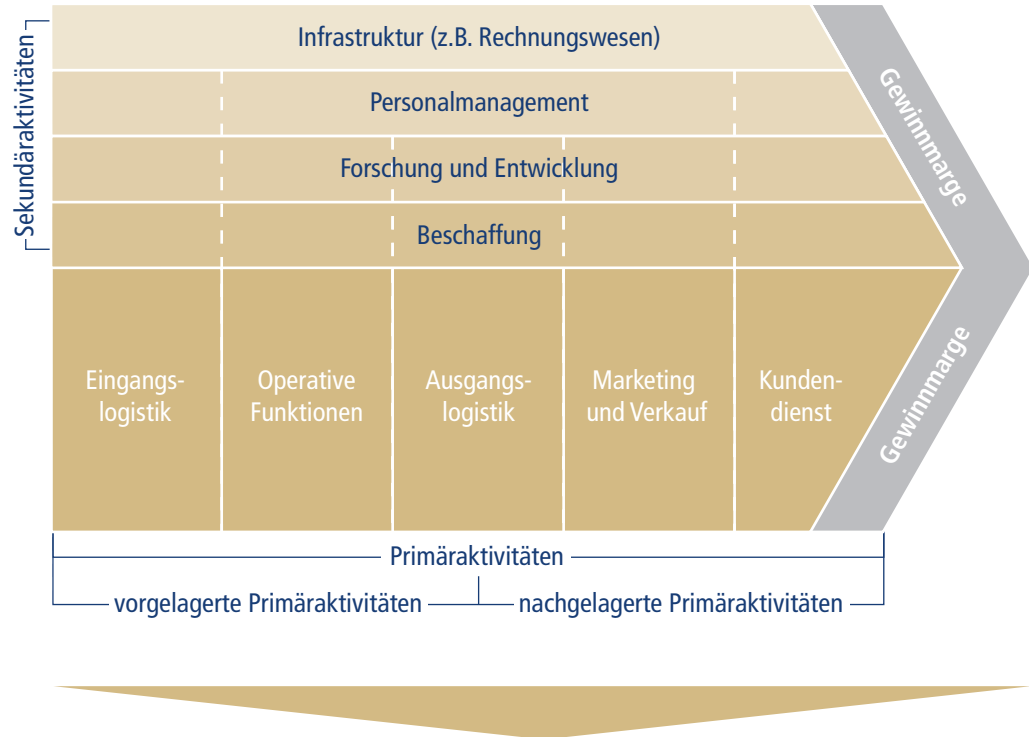 Sekundäraktivitäten
Infrastruktur (z.B. Rechnungswesen)
Personalmanagement
Forschung und Entwicklung
Beschaffung
Gewinnmarge
Eingangs-
logistik
Operative
Funktionen
Ausgangs-
logistik
Marketing
und Verkauf
Kunden-
dienst
Gewinnmarge
Primäraktivitäten
vorgelagerte Primäraktivitäten
nachgelagerte Primäraktivitäten